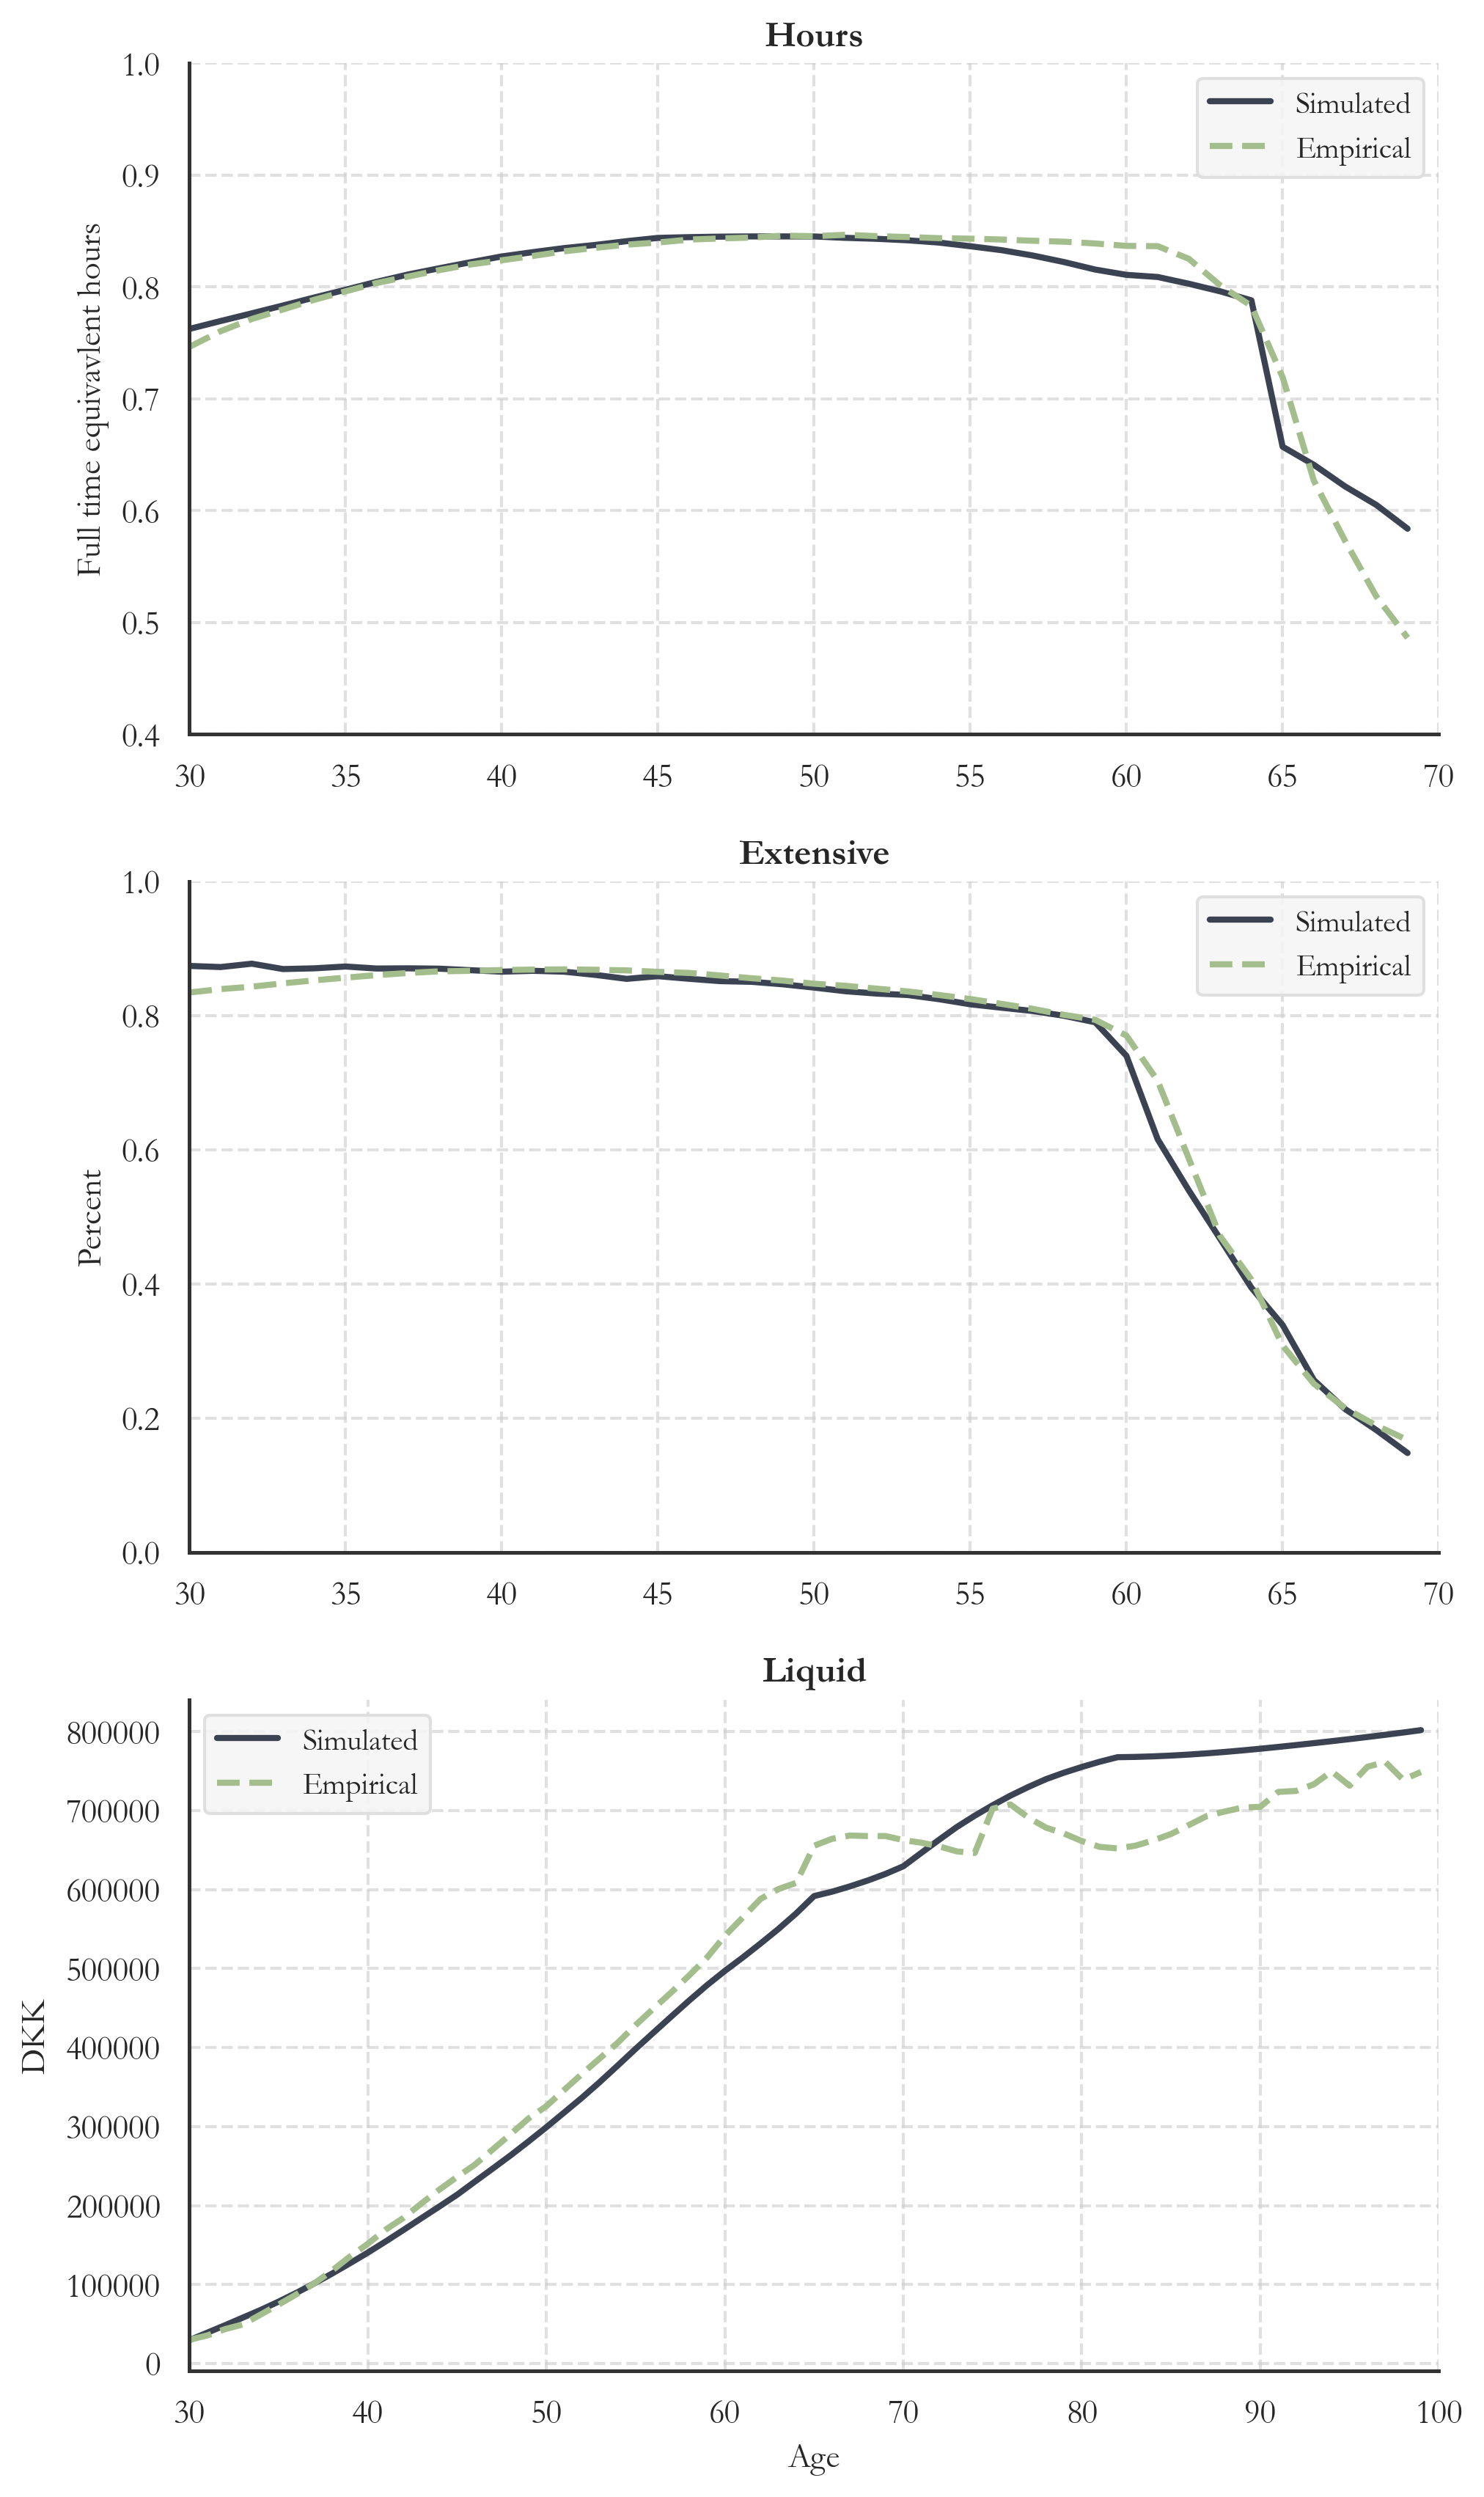 Hours
1.0
0.9
0.8
0.7
0.6
0.5
0.4
Full time equivavlent hours
Simulated
Empirical
30 35 40 45 50 55 60 65 70
Extensive
1.0
0.8
0.6
0.4
0.2
0.0
Percent
Simulated
Empirical
30 35 40 45 50 55 60 65 70
Liquid
800000
700000
600000
500000
400000
300000
200000
100000
0
DKK
Simulated
Empirical
30 40 50 60 70 80 90 100
Age